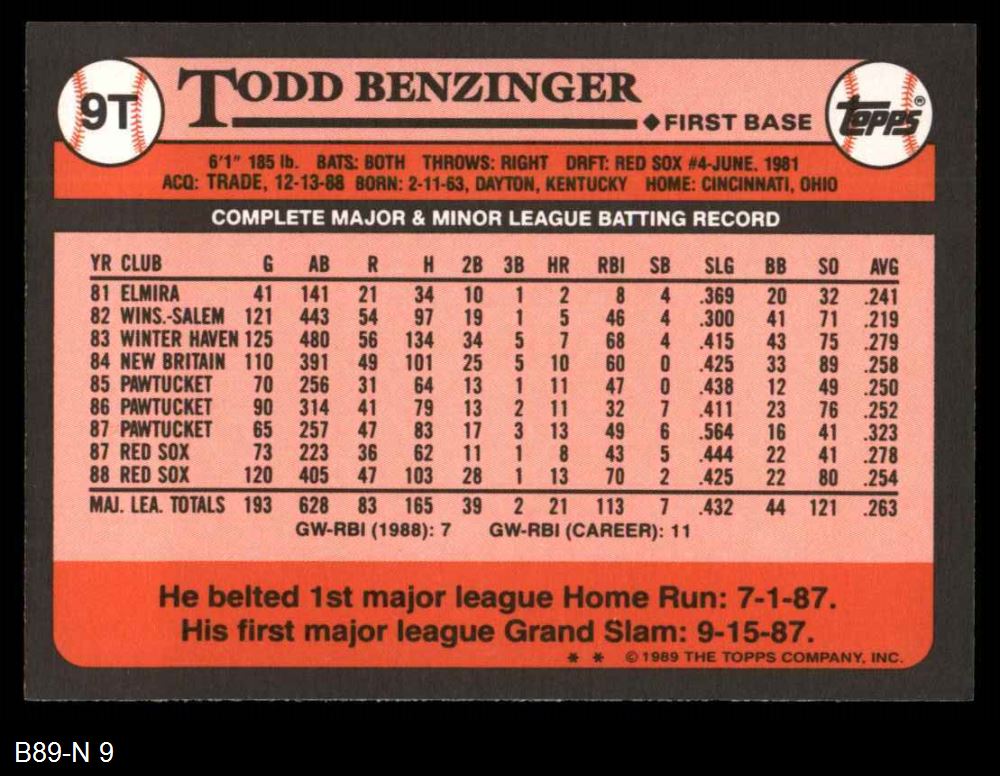 9T
TODD BENZINGER
◆FIRST BASE
Topps®
6'1" 185 lb. BATS: BOTH THROWS: RIGHT DRFT: RED SOX #4-JUNE, 1981
ACQ: TRADE, 12-13-88 BORN: 2-11-63, DAYTON, KENTUCKY HOME: CINCINNATI, OHIO
COMPLETE MAJOR & MINOR LEAGUE BATTING RECORD
YR CLUB G AB R H 2B 3B HR RBI SB SLG BB SO AVG
81 ELMIRA 41 141 21 34 10 1 2 8 4 .369 20 32 .241
82 WINS.-SALEM 121 443 54 97 19 1 5 46 4 .300 41 71 .219
83 WINTER HAVEN 125 480 56 134 34 5 7 68 4 .415 43 75 .279
84 NEW BRITAIN 110 391 49 101 25 5 10 60 0 .425 33 89 .258
85 PAWTUCKET 70 256 31 64 13 1 11 47 0 .438 12 49 .250
86 PAWTUCKET 90 314 41 79 13 2 11 32 7 .411 23 76 .252
87 PAWTUCKET 65 257 47 83 17 3 13 49 6 .564 16 41 .323
87 RED SOX 73 223 36 62 11 1 8 43 5 .444 22 41 .278
88 RED SOX 120 405 47 103 28 1 13 70 2 .425 22 80 .254
MAJ. LEA. TOTALS 193 628 83 165 39 2 21 113 7 .432 44 121 .263
GW-RBI (1988): 7 GW-RBI (CAREER): 11
He belted 1st major league Home Run: 7-1-87.
His first major league Grand Slam: 9-15-87.
* * © 1989 THE TOPPS COMPANY, INC.
B89-N 9